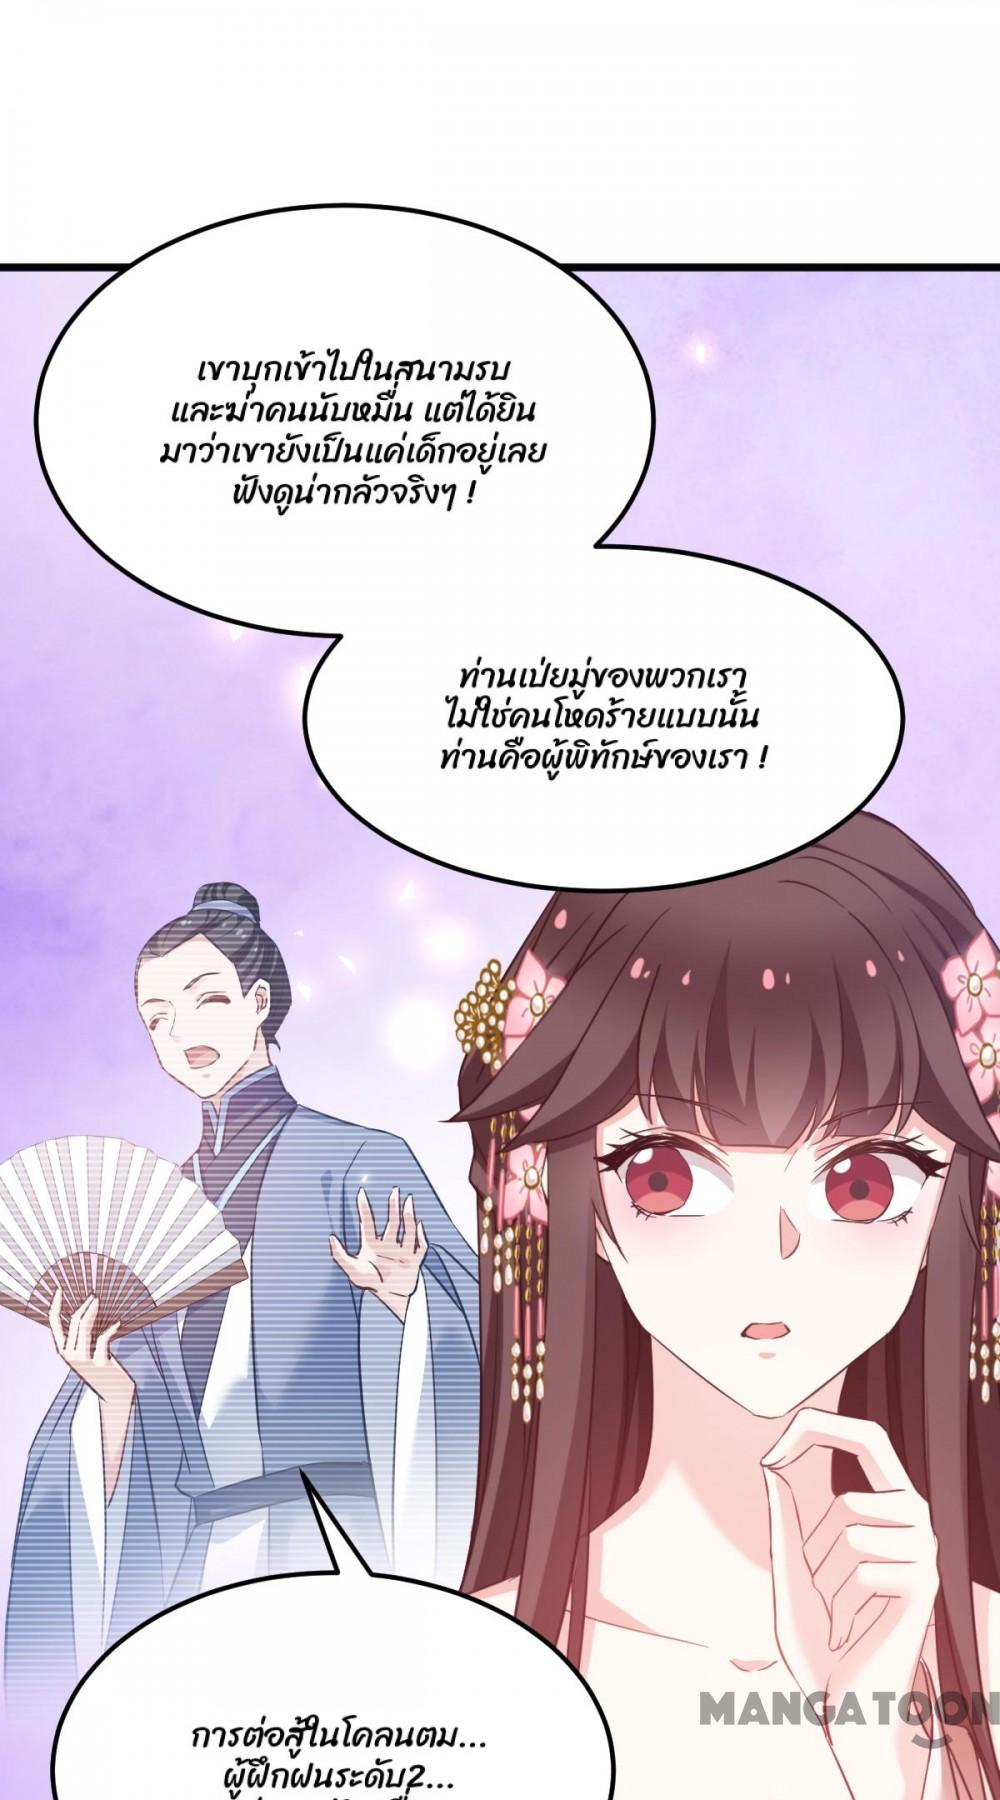 เขาบุกเข้าไปในสนามรบ
และฆ่าคนนับหมื่น แต่ได้ยิน
มาว่าเขายังเป็นแค่เด็กอยู่เลย
ฟังดูน่ากลัวจริงๆ !
ท่านเป่ยมู่ของพวกเรา
ไม่ใช่คนโหดร้ายแบบนั้น
ท่านคือผู้พิทักษ์ของเรา !
การต่อสู้ในโคลนตม...
ผู้ฝึกฝนระดับ2...
MANGATOON